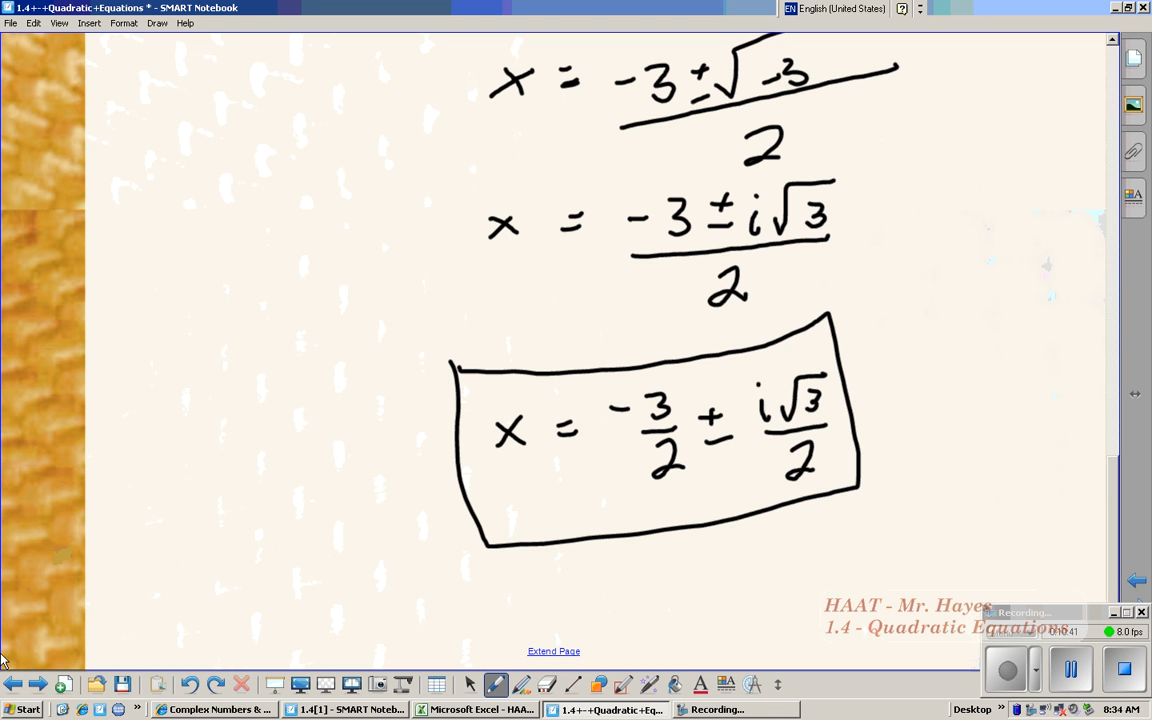 1.4+-+Quadratic+Equations * - SMART Notebook
EN English (United States)
File Edit View Insert Format Draw Help
x = -3 ± √-3
2
x = -3 ± i√3
2
x = -3/2 ± i√3/2
HAAT - Mr. Hayes
1.4 - Quadratic Equations
Recording...
8.0 fps
Extend Page
Start
Complex Numbers & ...
1.4[1] - SMART Noteb...
Microsoft Excel - HAA...
1.4+-+Quadratic+Eq...
Recording...
Desktop
8:34 AM